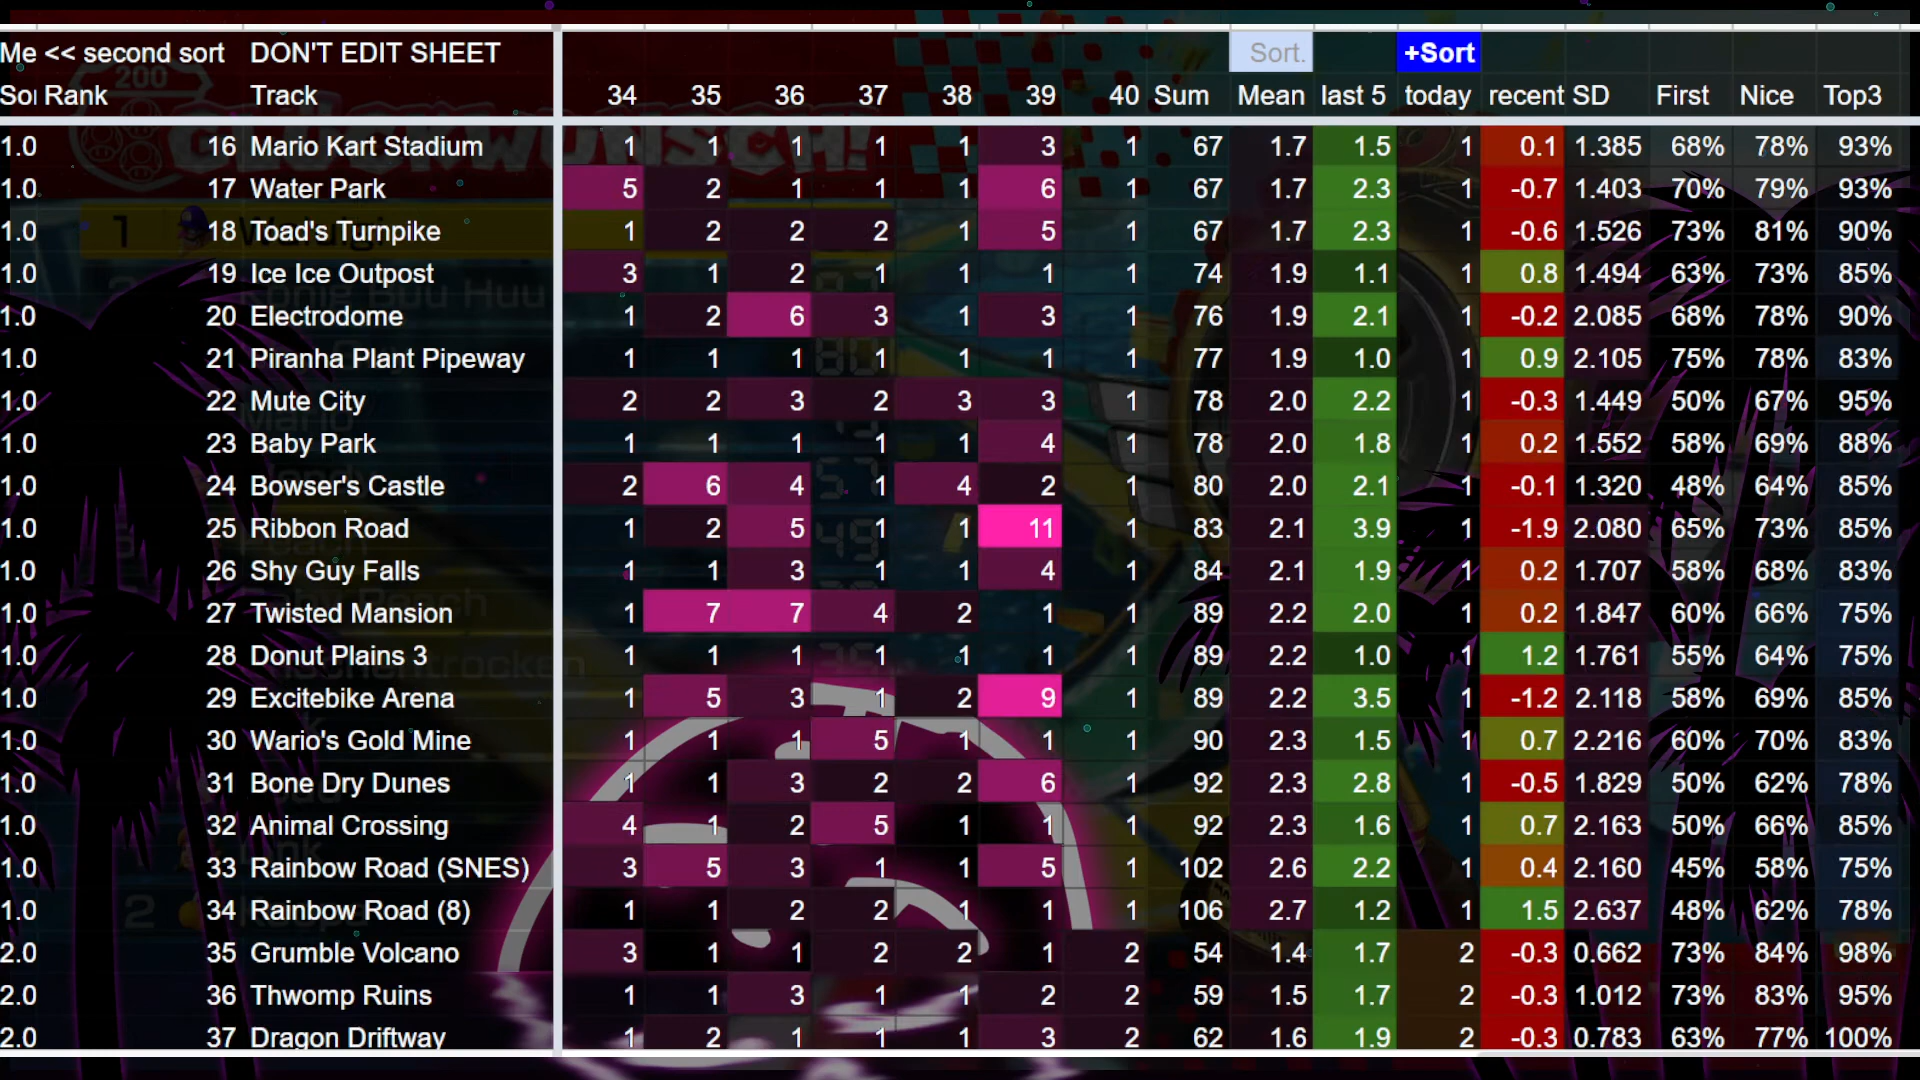 Me << second sort DON'T EDIT SHEET Sort. +Sort
Sor Rank Track 34 35 36 37 38 39 40 Sum Mean last 5 today recent SD First Nice Top3
1.0 16 Mario Kart Stadium 1 1 1 1 1 3 1 67 1.7 1.5 1 0.1 1.385 68% 78% 93%
1.0 17 Water Park 5 2 1 1 1 6 1 67 1.7 2.3 1 -0.7 1.403 70% 79% 93%
1.0 18 Toad's Turnpike 1 2 2 2 1 5 1 67 1.7 2.3 1 -0.6 1.526 73% 81% 90%
1.0 19 Ice Ice Outpost 3 1 2 1 1 1 1 74 1.9 1.1 1 0.8 1.494 63% 73% 85%
1.0 20 Electrodome 1 2 6 3 1 3 1 76 1.9 2.1 1 -0.2 2.085 68% 78% 90%
1.0 21 Piranha Plant Pipeway 1 1 1 1 1 1 1 77 1.9 1.0 1 0.9 2.105 75% 78% 83%
1.0 22 Mute City 2 2 3 2 3 3 1 78 2.0 2.2 1 -0.3 1.449 50% 67% 95%
1.0 23 Baby Park 1 1 1 1 1 4 1 78 2.0 1.8 1 0.2 1.552 58% 69% 88%
1.0 24 Bowser's Castle 2 6 4 1 4 2 1 80 2.0 2.1 1 -0.1 1.320 48% 64% 85%
1.0 25 Ribbon Road 1 2 5 1 1 11 1 83 2.1 3.9 1 -1.9 2.080 65% 73% 85%
1.0 26 Shy Guy Falls 1 1 3 1 1 4 1 84 2.1 1.9 1 0.2 1.707 58% 68% 83%
1.0 27 Twisted Mansion 1 7 7 4 2 1 1 89 2.2 2.0 1 0.2 1.847 60% 66% 75%
1.0 28 Donut Plains 3 1 1 1 1 1 1 1 89 2.2 1.0 1 1.2 1.761 55% 64% 75%
1.0 29 Excitebike Arena 1 5 3 1 2 9 1 89 2.2 3.5 1 -1.2 2.118 58% 69% 85%
1.0 30 Wario's Gold Mine 1 1 1 5 1 1 1 90 2.3 1.5 1 0.7 2.216 60% 70% 83%
1.0 31 Bone Dry Dunes 1 1 3 2 2 6 1 92 2.3 2.8 1 -0.5 1.829 50% 62% 78%
1.0 32 Animal Crossing 4 1 2 5 1 1 1 92 2.3 1.6 1 0.7 2.163 50% 66% 85%
1.0 33 Rainbow Road (SNES) 3 5 3 1 1 5 1 102 2.6 2.2 1 0.4 2.160 45% 58% 75%
1.0 34 Rainbow Road (8) 1 1 2 2 1 1 1 106 2.7 1.2 1 1.5 2.637 48% 62% 78%
2.0 35 Grumble Volcano 3 1 1 2 2 1 2 54 1.4 1.7 2 -0.3 0.662 73% 84% 98%
2.0 36 Thwomp Ruins 1 1 3 1 1 2 2 59 1.5 1.7 2 -0.3 1.012 73% 83% 95%
2.0 37 Dragon Driftway 1 2 1 1 1 3 2 62 1.6 1.9 2 -0.3 0.783 63% 77% 100%